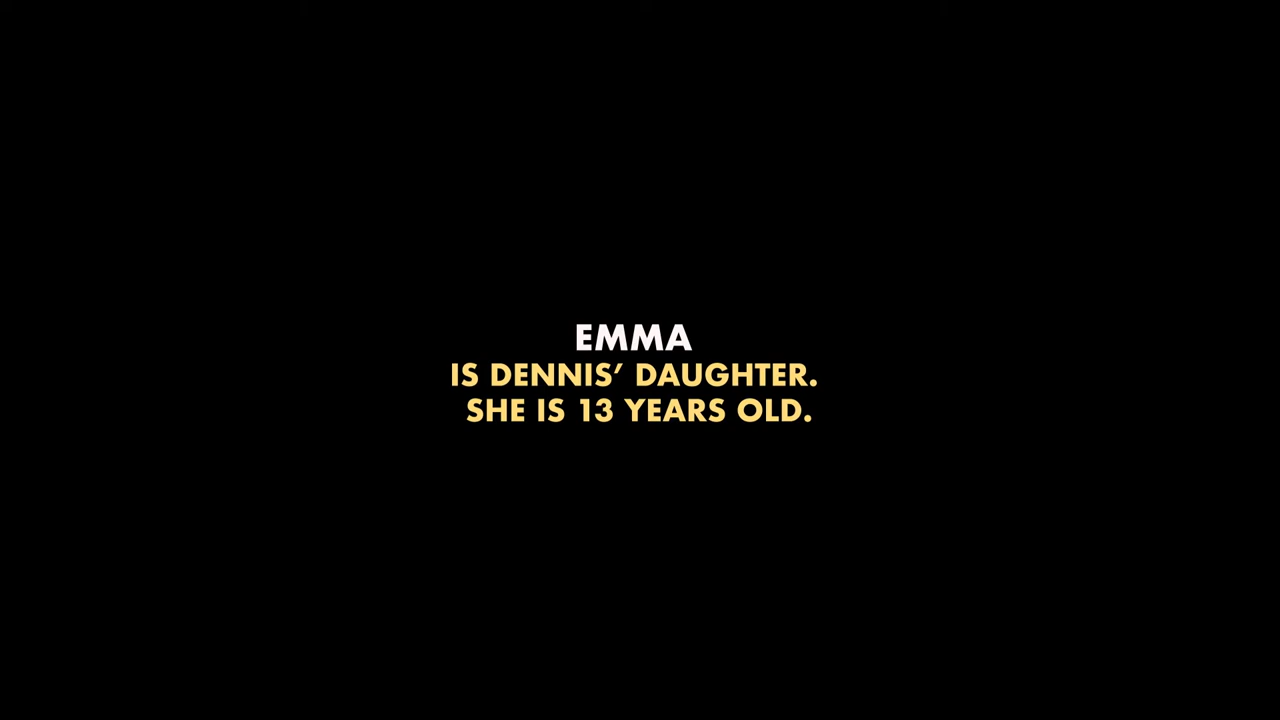 EMMA
IS DENNIS’ DAUGHTER.
SHE IS 13 YEARS OLD.